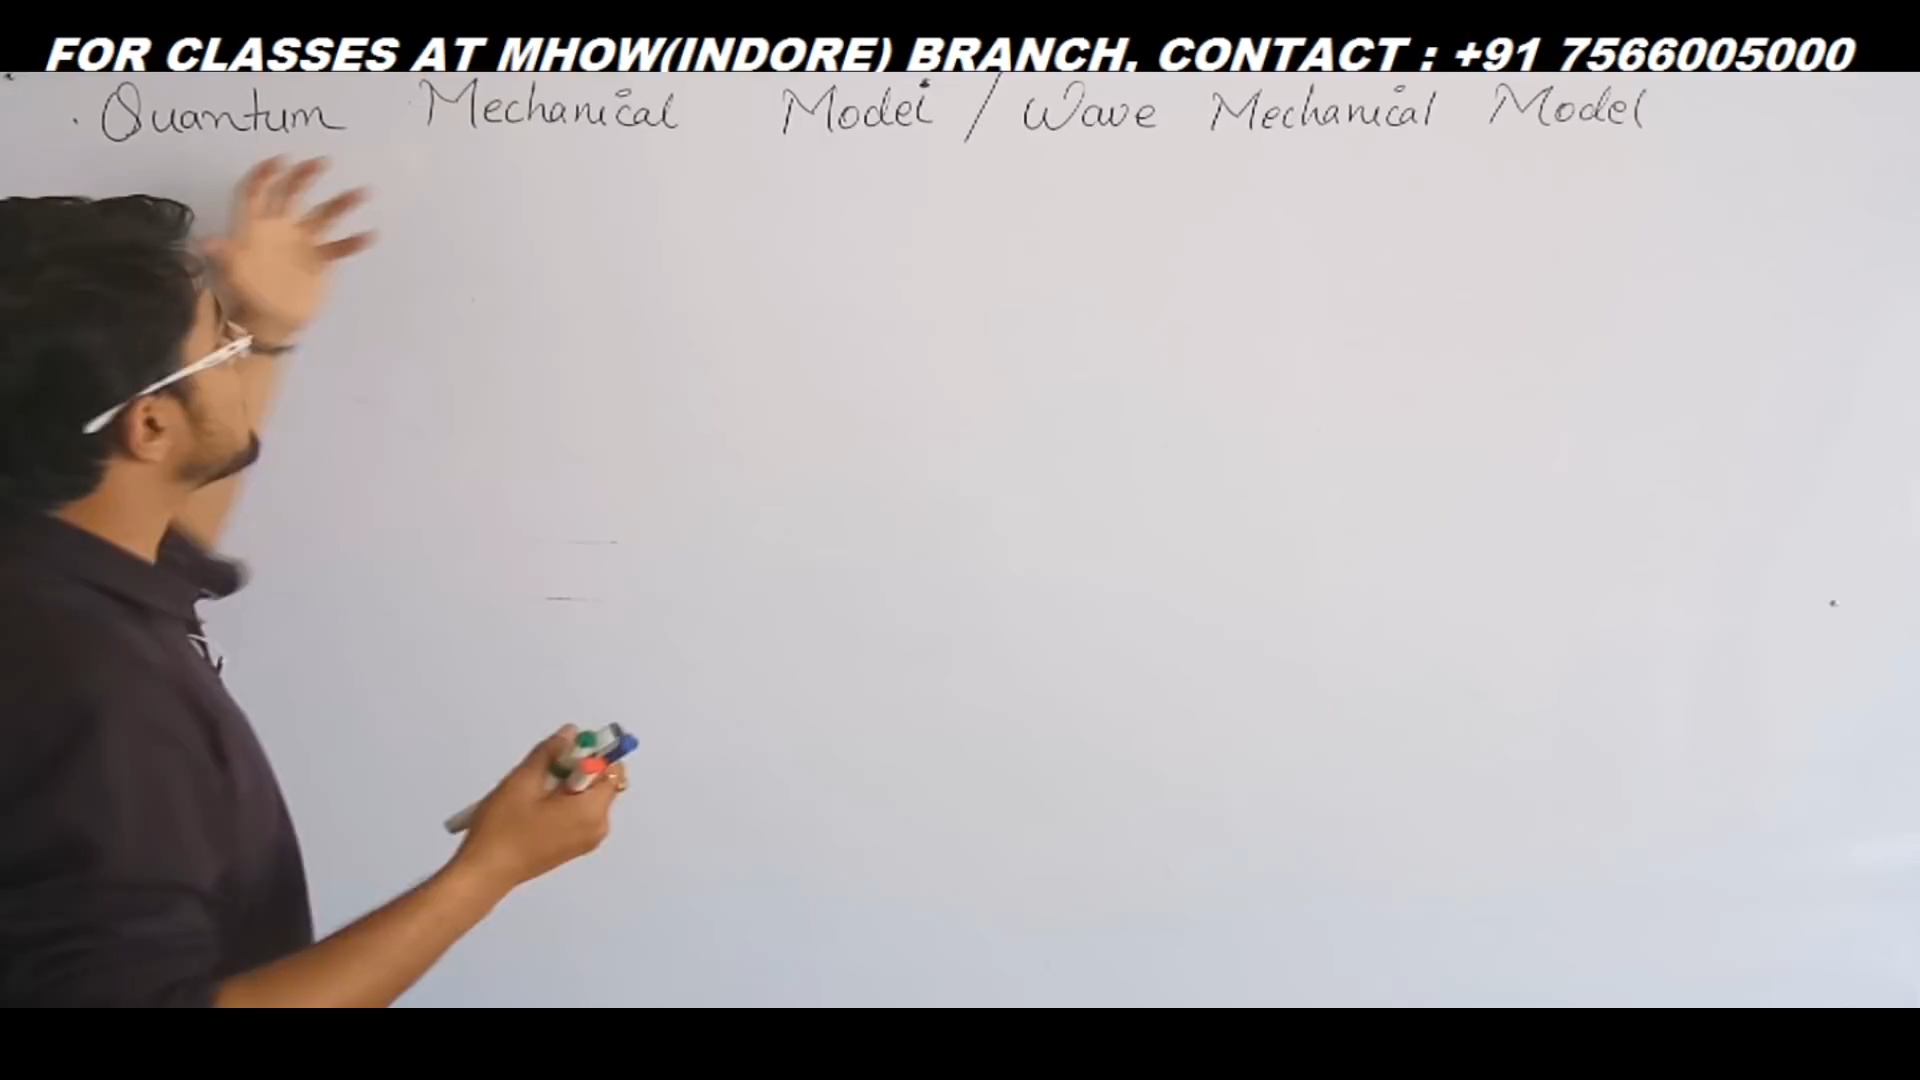 FOR CLASSES AT MHOW(INDORE) BRANCH, CONTACT : +91 7566005000
Quantum Mechanical Model / Wave Mechanical Model